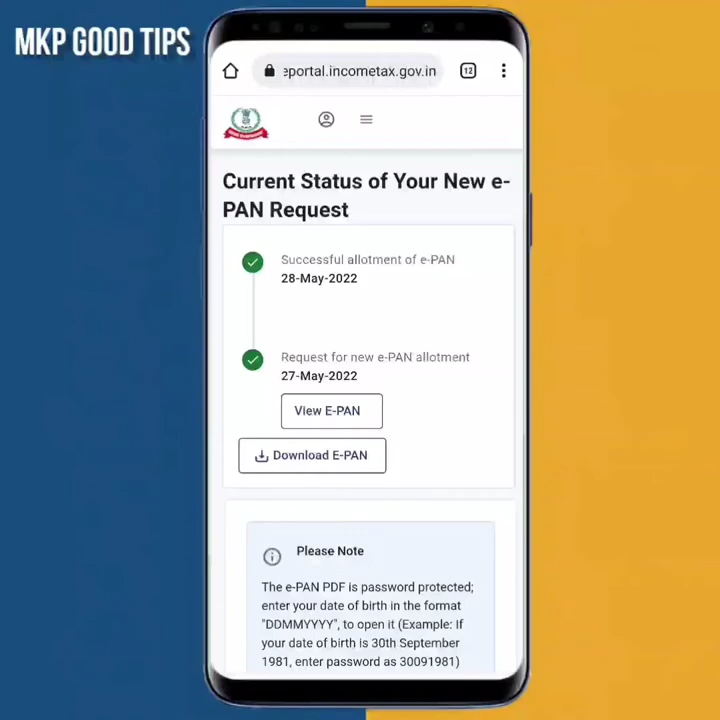 MKP GOOD TIPS
eportal.incometax.gov.in
12
Current Status of Your New e-
PAN Request
Successful allotment of e-PAN
28-May-2022
Request for new e-PAN allotment
27-May-2022
View E-PAN
Download E-PAN
Please Note
The e-PAN PDF is password protected;
enter your date of birth in the format
"DDMMYYYY", to open it (Example: If
your date of birth is 30th September
1981, enter password as 30091981)